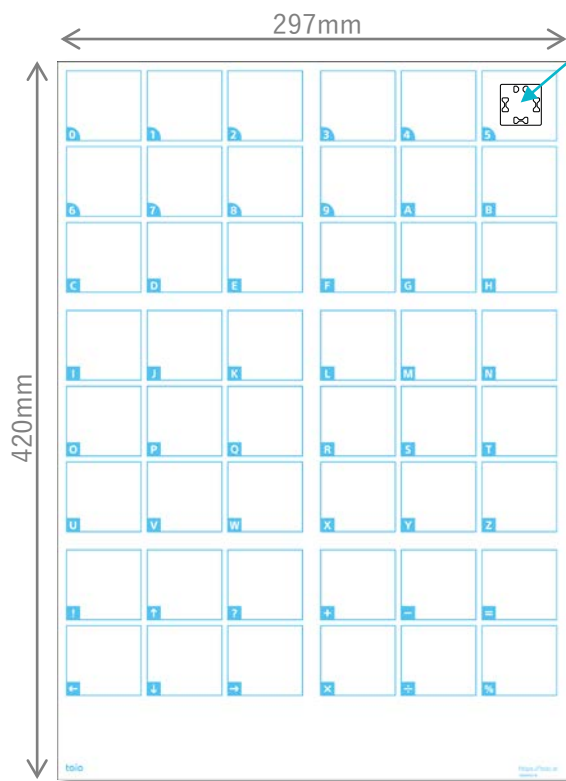 297mm
420mm
0 1 2 3 4 5
6 7 8 9 A B
C D E F G H
I J K L M N
O P Q R S T
U V W X Y Z
! ↑ ? + − =
← ↓ → × ÷ %
toio